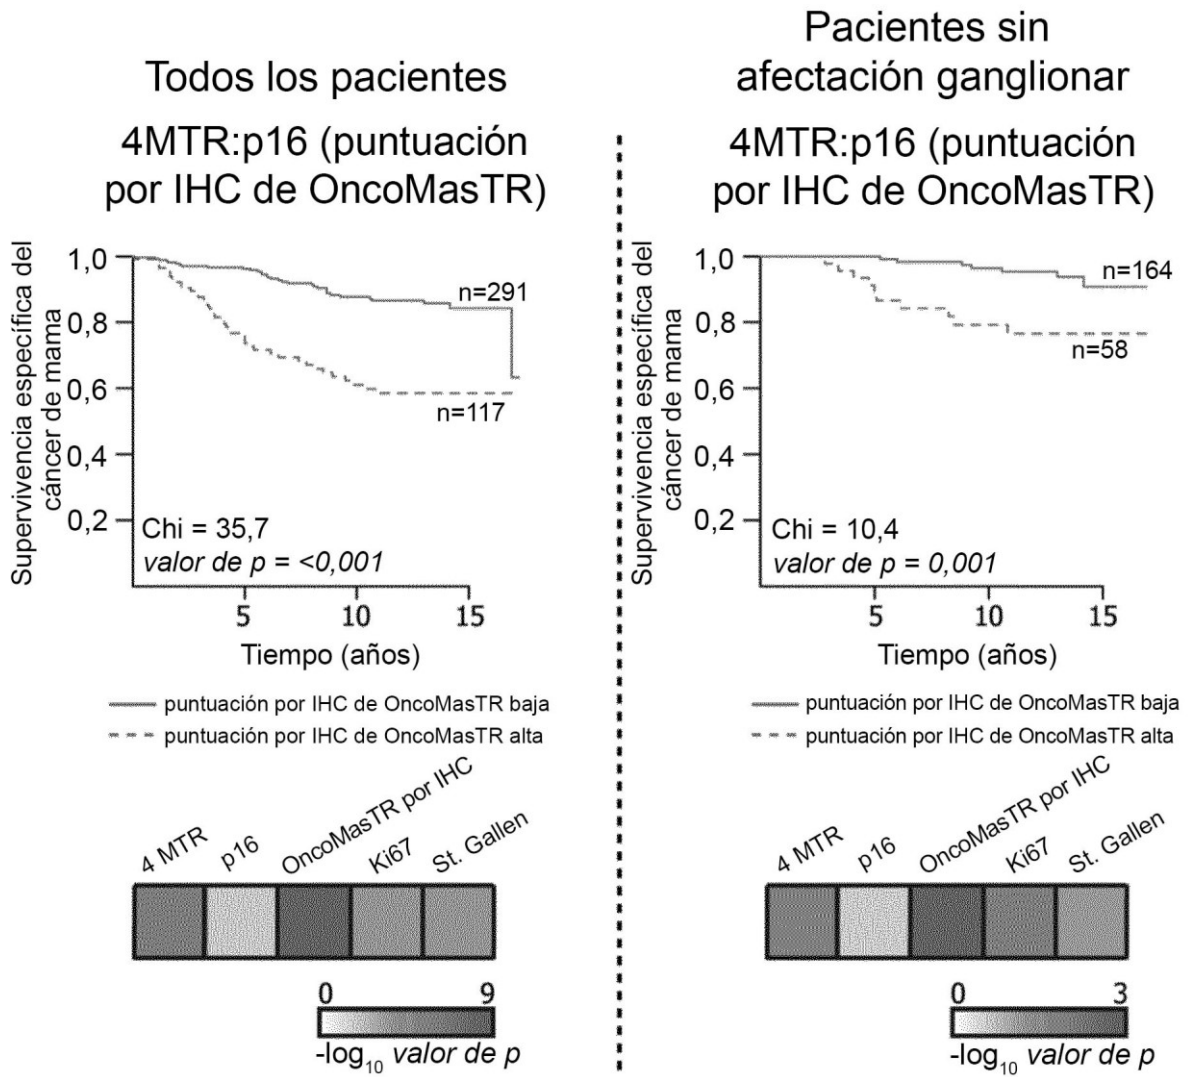 Todos los pacientes
4MTR:p16 (puntuación
por IHC de OncoMasTR)
Supervivencia específica del
cáncer de mama
1,0
0,8
0,6
0,4
0,2
n=291
n=117
Chi = 35,7
valor de p = <0,001
5
10
15
Tiempo (años)
puntuación por IHC de OncoMasTR baja
puntuación por IHC de OncoMasTR alta
4 MTR
p16
OncoMasTR por IHC
Ki67
St. Gallen
0
9
-log10 valor de p
Pacientes sin
afectación ganglionar
4MTR:p16 (puntuación
por IHC de OncoMasTR)
Supervivencia específica del
cáncer de mama
1,0
0,8
0,6
0,4
0,2
n=164
n=58
Chi = 10,4
valor de p = 0,001
5
10
15
Tiempo (años)
puntuación por IHC de OncoMasTR baja
puntuación por IHC de OncoMasTR alta
4 MTR
p16
OncoMasTR por IHC
Ki67
St. Gallen
0
3
-log10 valor de p